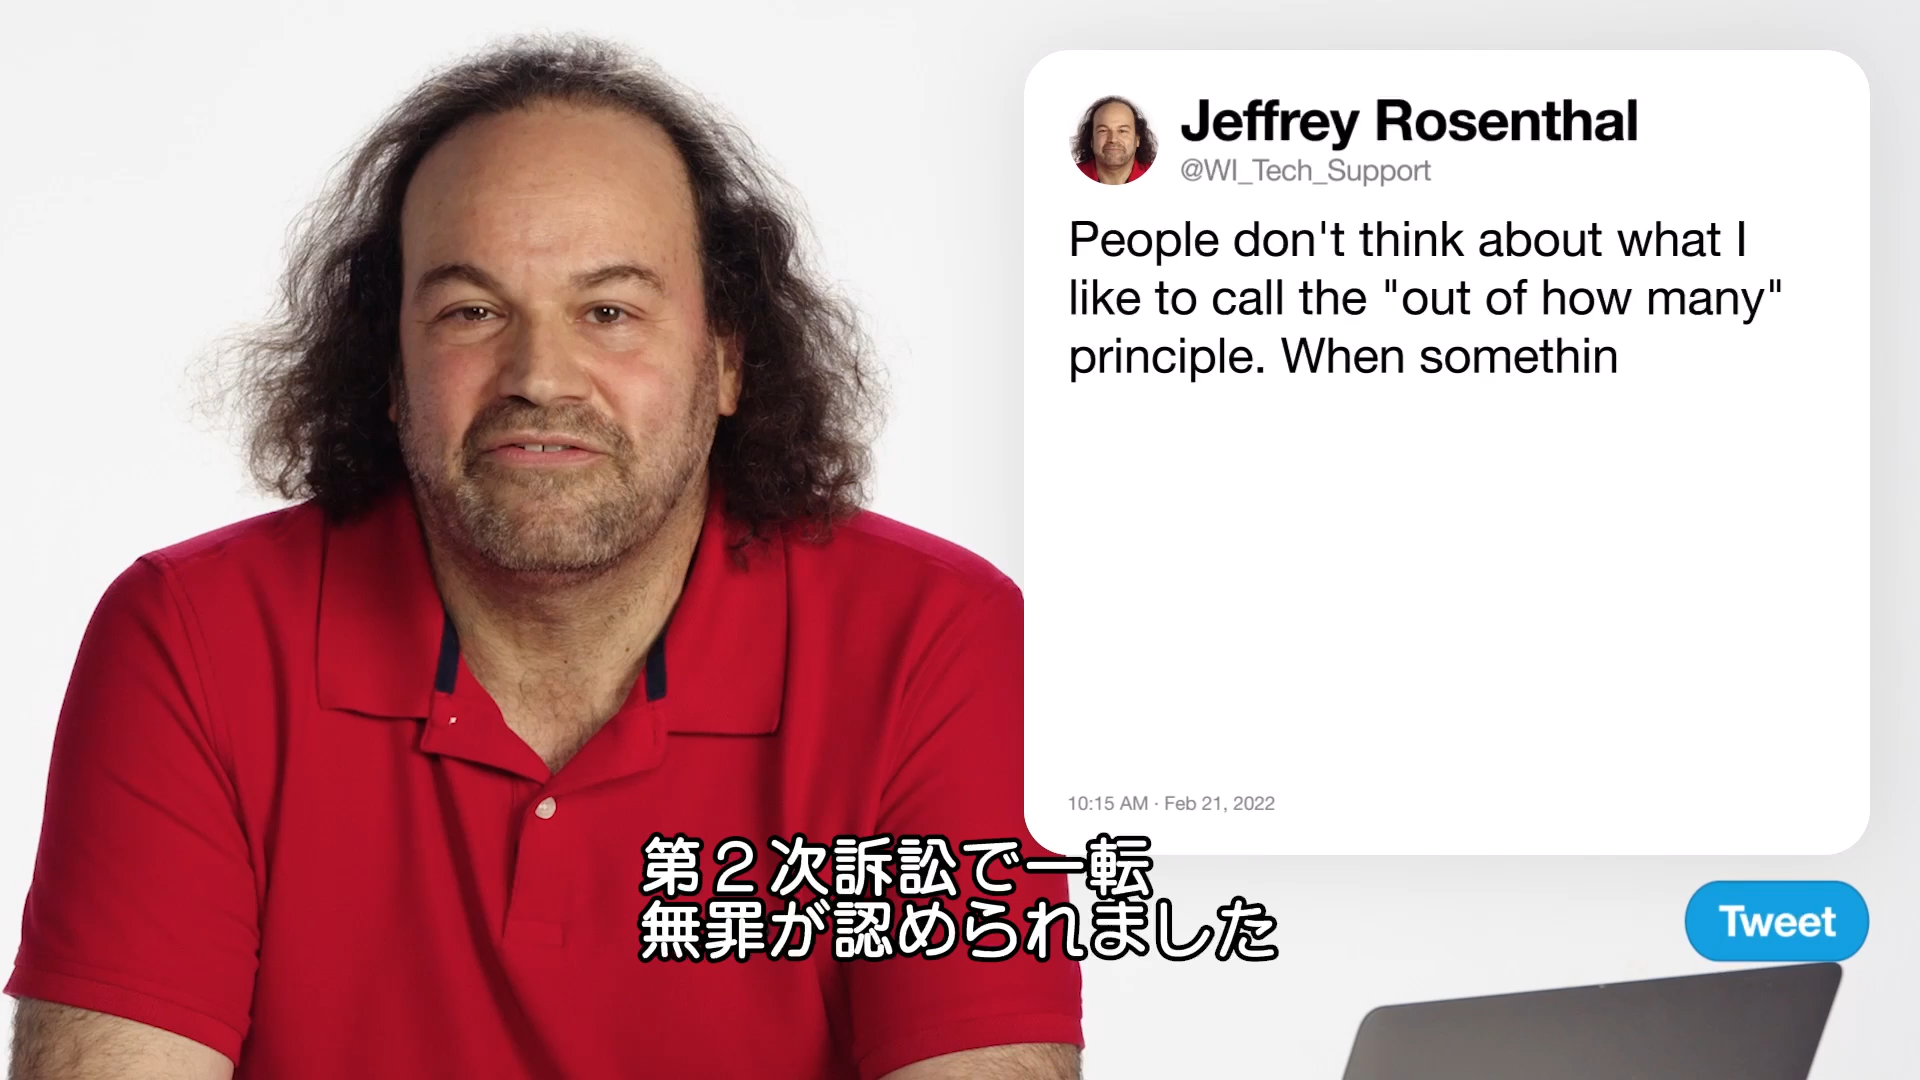 Jeffrey Rosenthal
@WI_Tech_Support
People don't think about what I
like to call the "out of how many"
principle. When somethin
10:15 AM · Feb 21, 2022
第２次訴訟で一転
無罪が認められました
Tweet